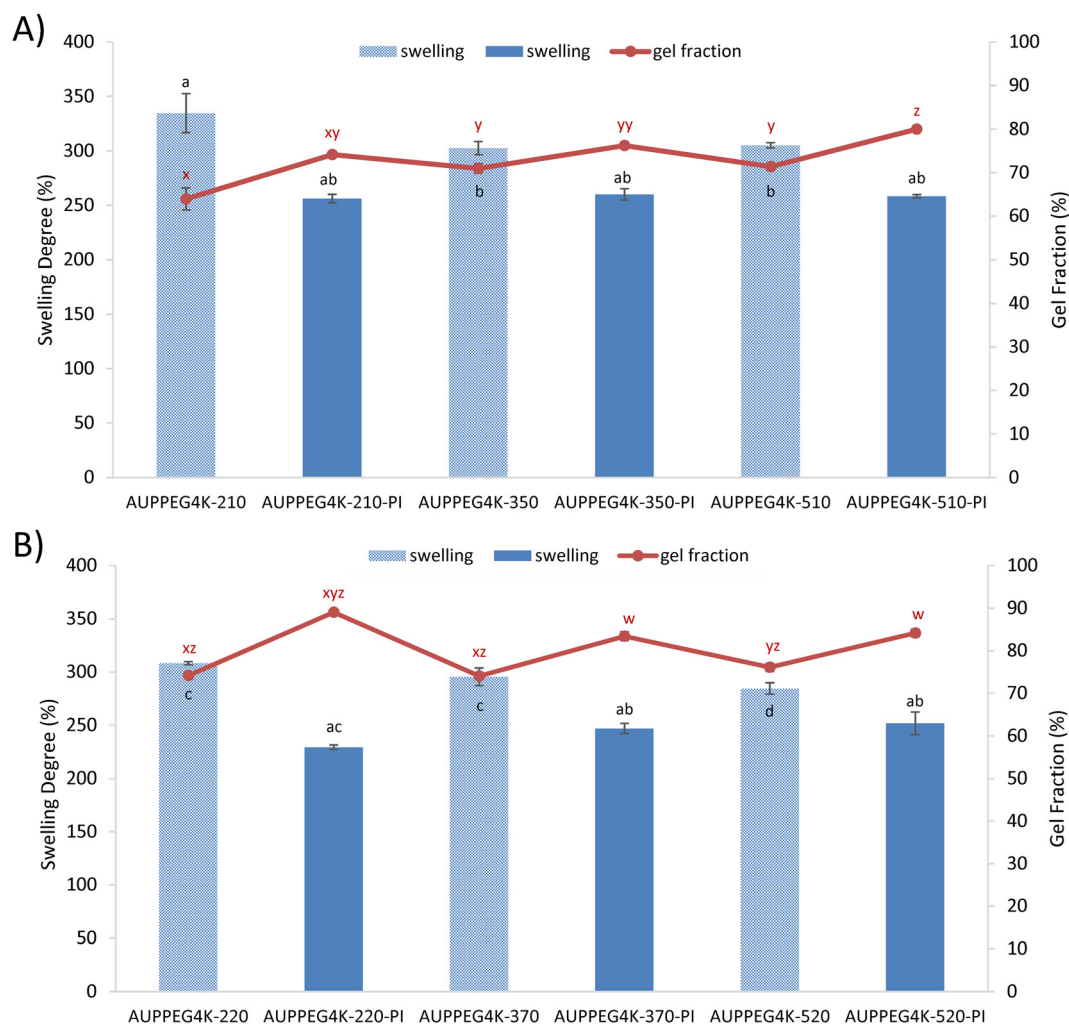 A)
swelling swelling gel fraction
400
350
300
250
200
150
100
50
0
Swelling Degree (%)
a
x
xy
ab
y
b
yy
ab
y
b
z
ab
100
90
80
70
60
50
40
30
20
10
0
Gel Fraction (%)
AUPPEG4K-210 AUPPEG4K-210-PI AUPPEG4K-350 AUPPEG4K-350-PI AUPPEG4K-510 AUPPEG4K-510-PI
B)
swelling swelling gel fraction
400
350
300
250
200
150
100
50
0
Swelling Degree (%)
xz
c
xyz
ac
xz
c
w
ab
yz
d
w
ab
100
90
80
70
60
50
40
30
20
10
0
Gel Fraction (%)
AUPPEG4K-220 AUPPEG4K-220-PI AUPPEG4K-370 AUPPEG4K-370-PI AUPPEG4K-520 AUPPEG4K-520-PI